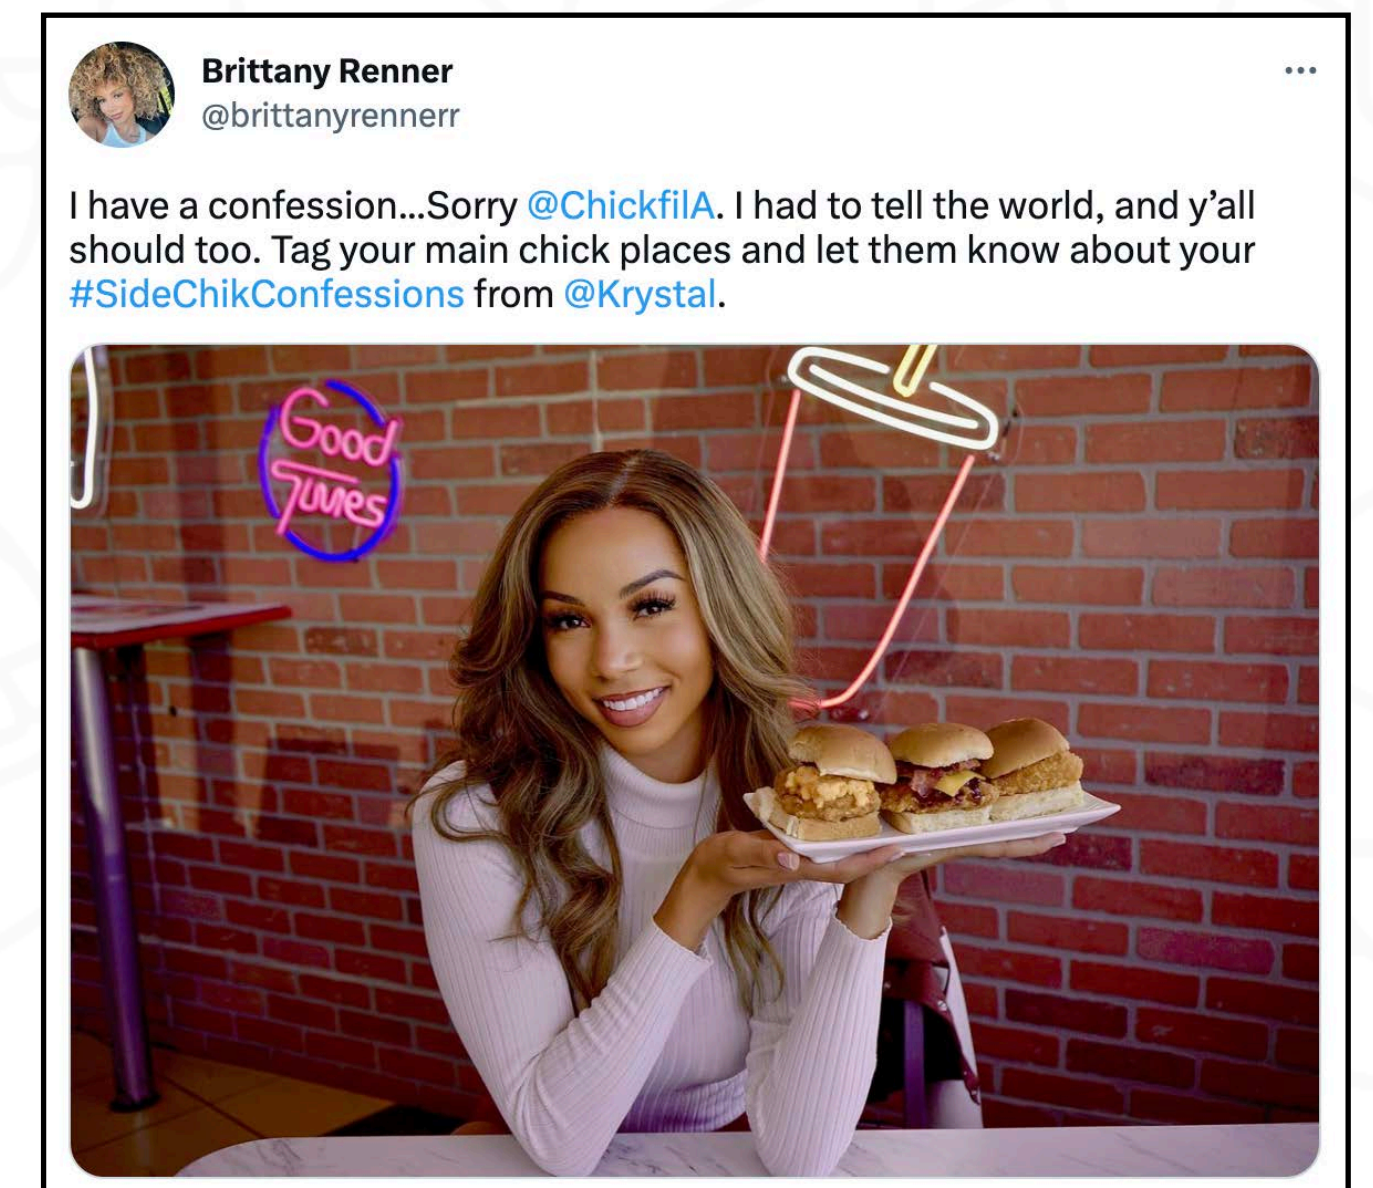 Brittany Renner
@brittanyrennerr
I have a confession...Sorry @ChickfilA. I had to tell the world, and y’all
should too. Tag your main chick places and let them know about your
#SideChikConfessions from @Krystal.
Good
Times